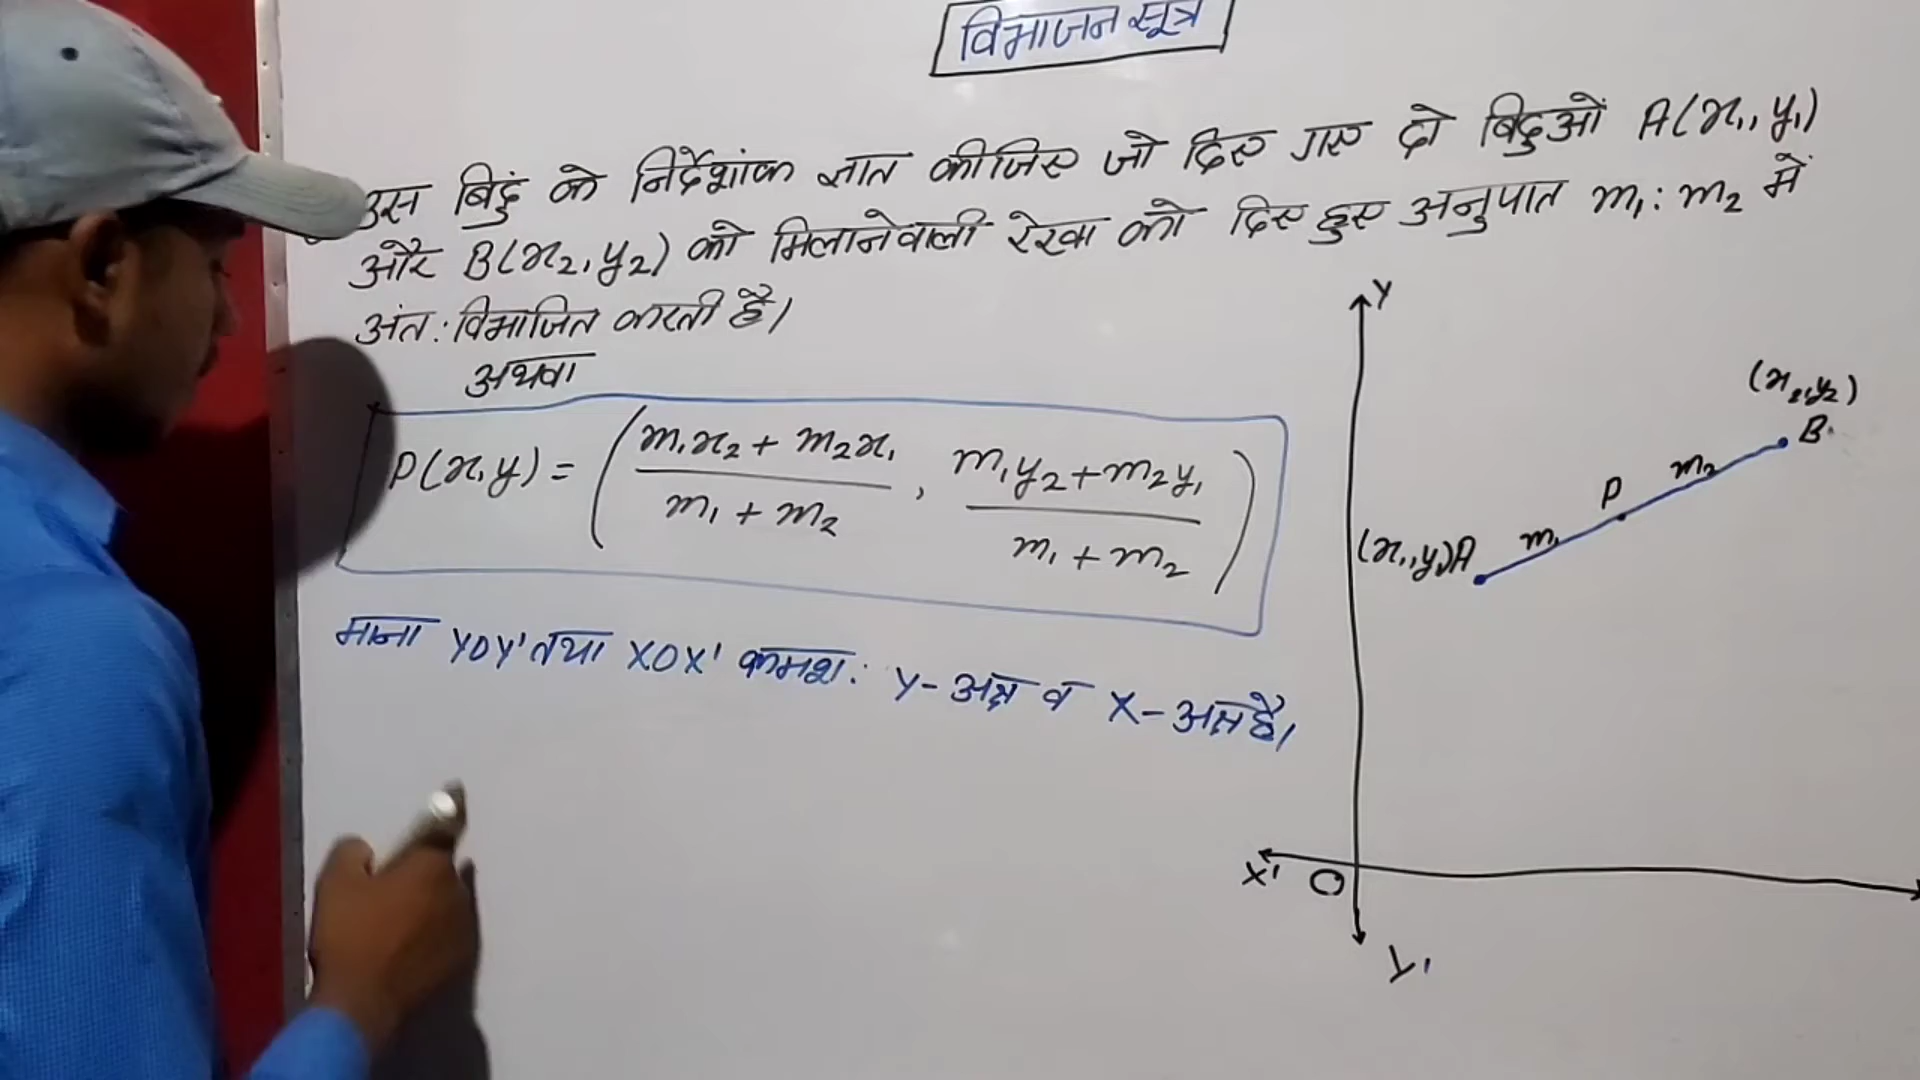 विभाजन सूत्र
उस बिंदु के निर्देशांक ज्ञात कीजिए जो दिए गए दो बिंदुओं A(x₁, y₁)
और B(x₂, y₂) को मिलानेवाली रेखा को दिए हुए अनुपात m₁ : m₂ में
अंत: विभाजित करती है।
अथवा
P(x, y) = ( (m₁x₂ + m₂x₁)/(m₁ + m₂) , (m₁y₂ + m₂y₁)/(m₁ + m₂) )
माना YOY' तथा XOX' क्रमश: Y-अक्ष व X-अक्ष है।
Y
(x₂, y₂)
B
m₂
P
m₁
(x₁, y₁) A
X'
O
Y'